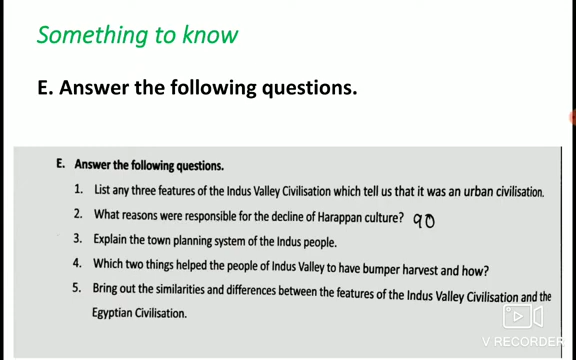 Something to know
E. Answer the following questions.
E. Answer the following questions.
1. List any three features of the Indus Valley Civilisation which tell us that it was an urban civilisation.
2. What reasons were responsible for the decline of Harappan culture? 90
3. Explain the town planning system of the Indus people.
4. Which two things helped the people of Indus Valley to have bumper harvest and how?
5. Bring out the similarities and differences between the features of the Indus Valley Civilisation and the
Egyptian Civilisation.
V RECORDER